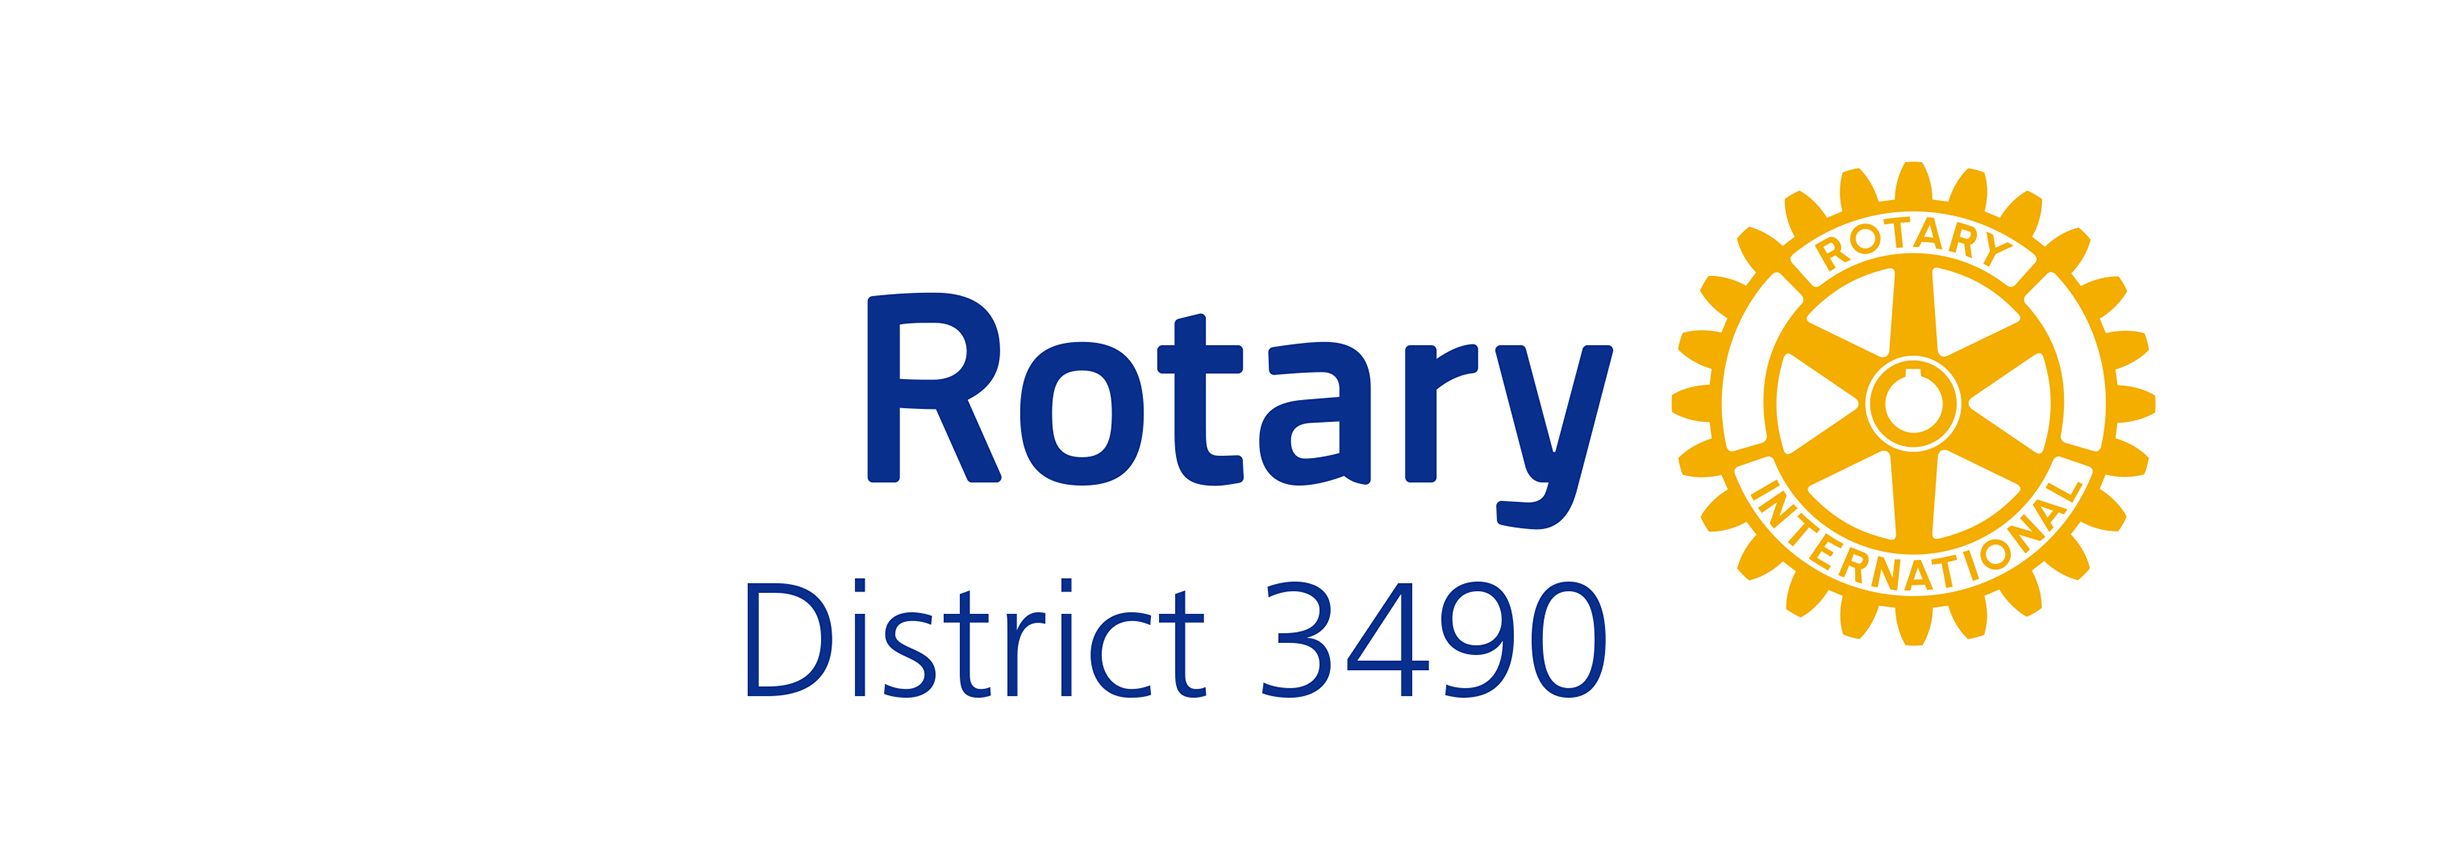 Rotary
District 3490
ROTARY
INTERNATIONAL